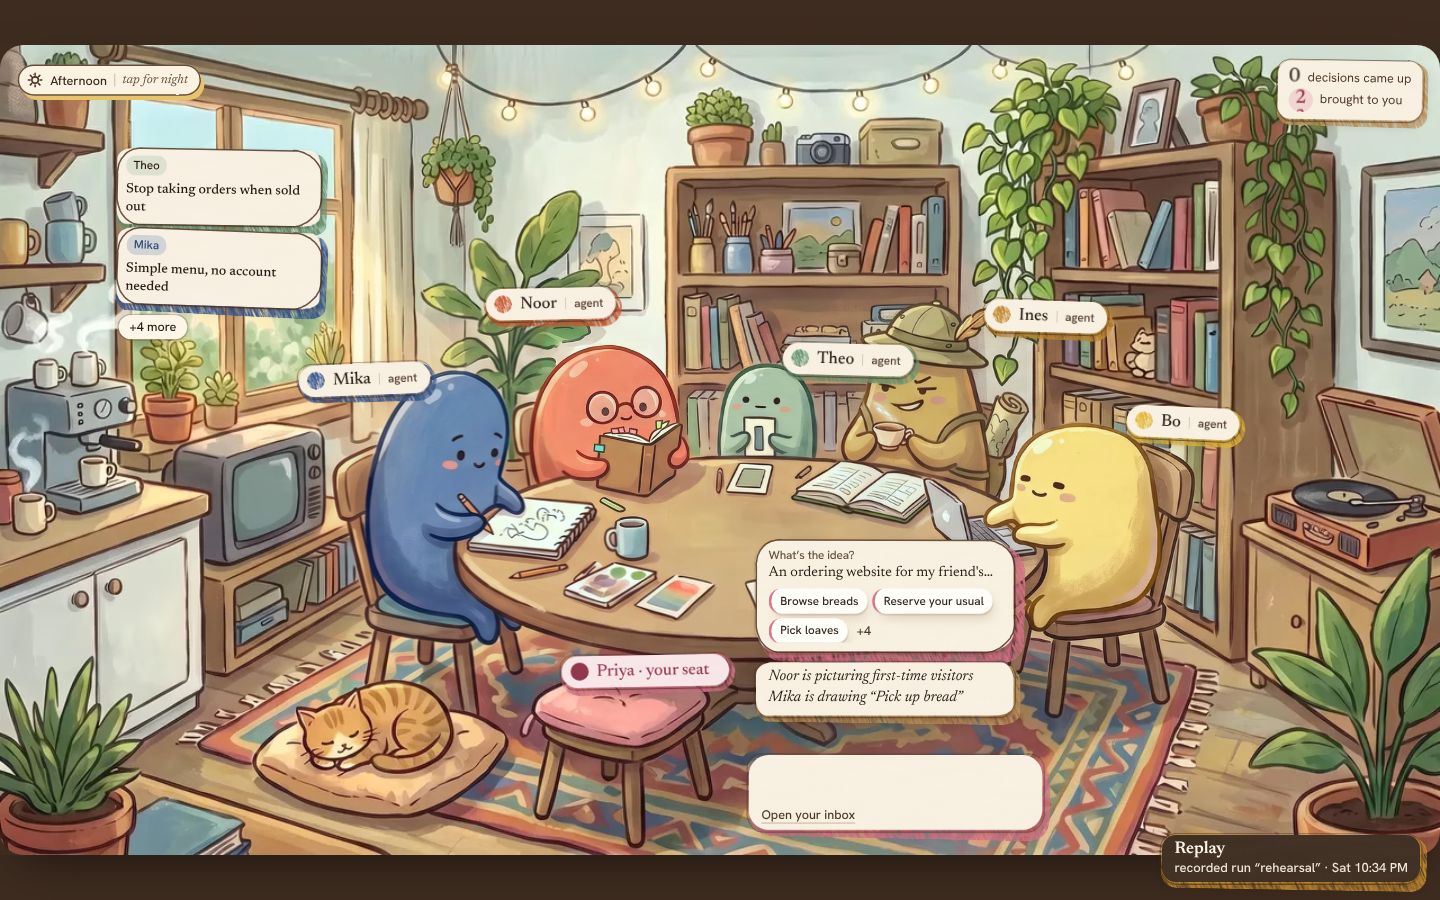 Afternoon tap for night
0 decisions came up
2 brought to you
Theo
Stop taking orders when sold
out
Mika
Simple menu, no account
needed
+4 more
Noor agent
Ines agent
Theo agent
Mika agent
Bo agent
What's the idea?
An ordering website for my friend's...
Browse breads Reserve your usual
Pick loaves +4
Priya · your seat
Noor is picturing first-time visitors
Mika is drawing “Pick up bread”
Open your inbox
Replay
recorded run “rehearsal” · Sat 10:34 PM